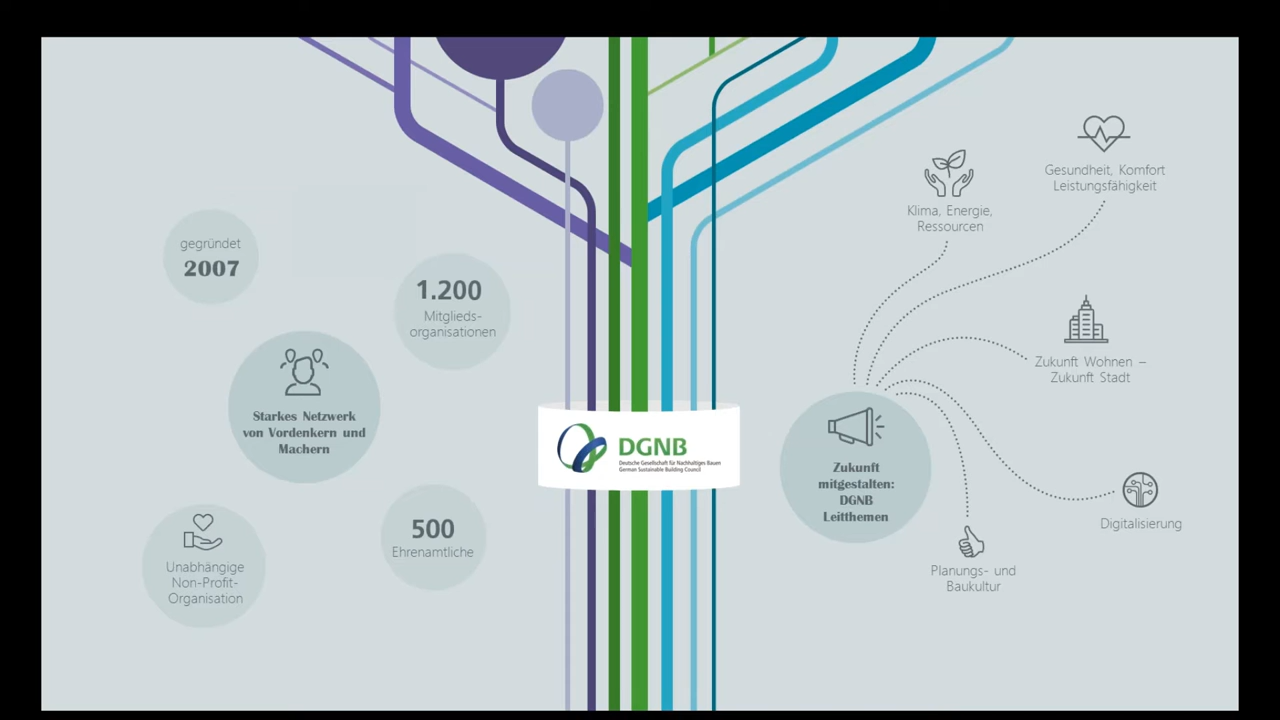 gegründet
2007
1.200
Mitglieds-
organisationen
Starkes Netzwerk
von Vordenkern und
Machern
500
Ehrenamtliche
Unabhängige
Non-Profit-
Organisation
DGNB
Deutsche Gesellschaft für Nachhaltiges Bauen
German Sustainable Building Council
Klima, Energie,
Ressourcen
Gesundheit, Komfort
Leistungsfähigkeit
Zukunft Wohnen –
Zukunft Stadt
Zukunft
mitgestalten:
DGNB
Leitthemen
Digitalisierung
Planungs- und
Baukultur